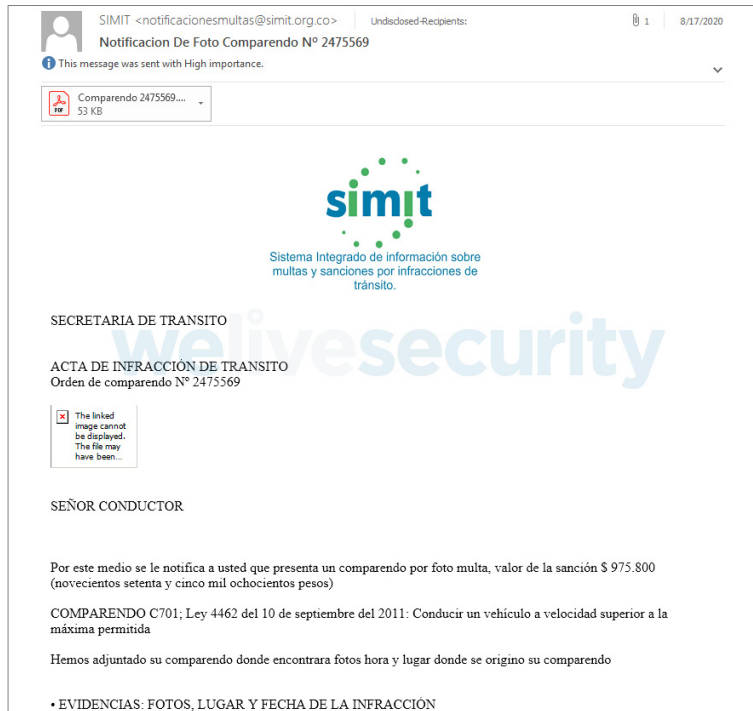 SIMIT <notificacionesmultas@simit.org.co> Undisclosed-Recipients: 1 8/17/2020
Notificacion De Foto Comparendo Nº 2475569
This message was sent with High importance.
Comparendo 2475569....
PDF 53 KB
simit
Sistema Integrado de información sobre
multas y sanciones por infracciones de
tránsito.
SECRETARIA DE TRANSITO
welivesecurity
ACTA DE INFRACCIÓN DE TRANSITO
Orden de comparendo Nº 2475569
The linked
image cannot
be displayed.
The file may
have been...
SEÑOR CONDUCTOR
Por este medio se le notifica a usted que presenta un comparendo por foto multa, valor de la sanción $ 975.800
(novecientos setenta y cinco mil ochocientos pesos)
COMPARENDO C701; Ley 4462 del 10 de septiembre del 2011: Conducir un vehículo a velocidad superior a la
máxima permitida
Hemos adjuntado su comparendo donde encontrara fotos hora y lugar donde se origino su comparendo
• EVIDENCIAS: FOTOS, LUGAR Y FECHA DE LA INFRACCIÓN